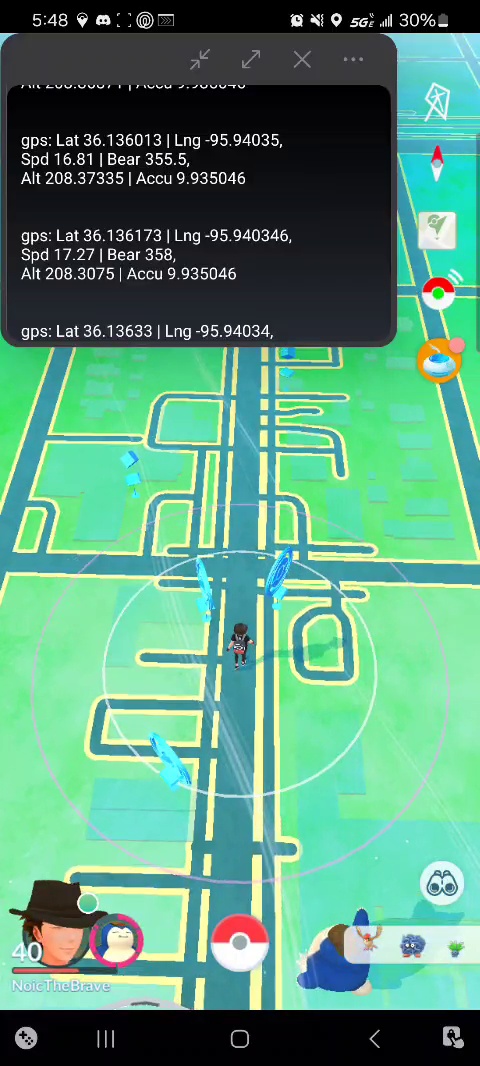 5:48
5G
30%
gps: Lat 36.136013 | Lng -95.94035,
Spd 16.81 | Bear 355.5,
Alt 208.37335 | Accu 9.935046
gps: Lat 36.136173 | Lng -95.940346,
Spd 17.27 | Bear 358,
Alt 208.3075 | Accu 9.935046
gps: Lat 36.13633 | Lng -95.94034,
40
NoicTheBrave